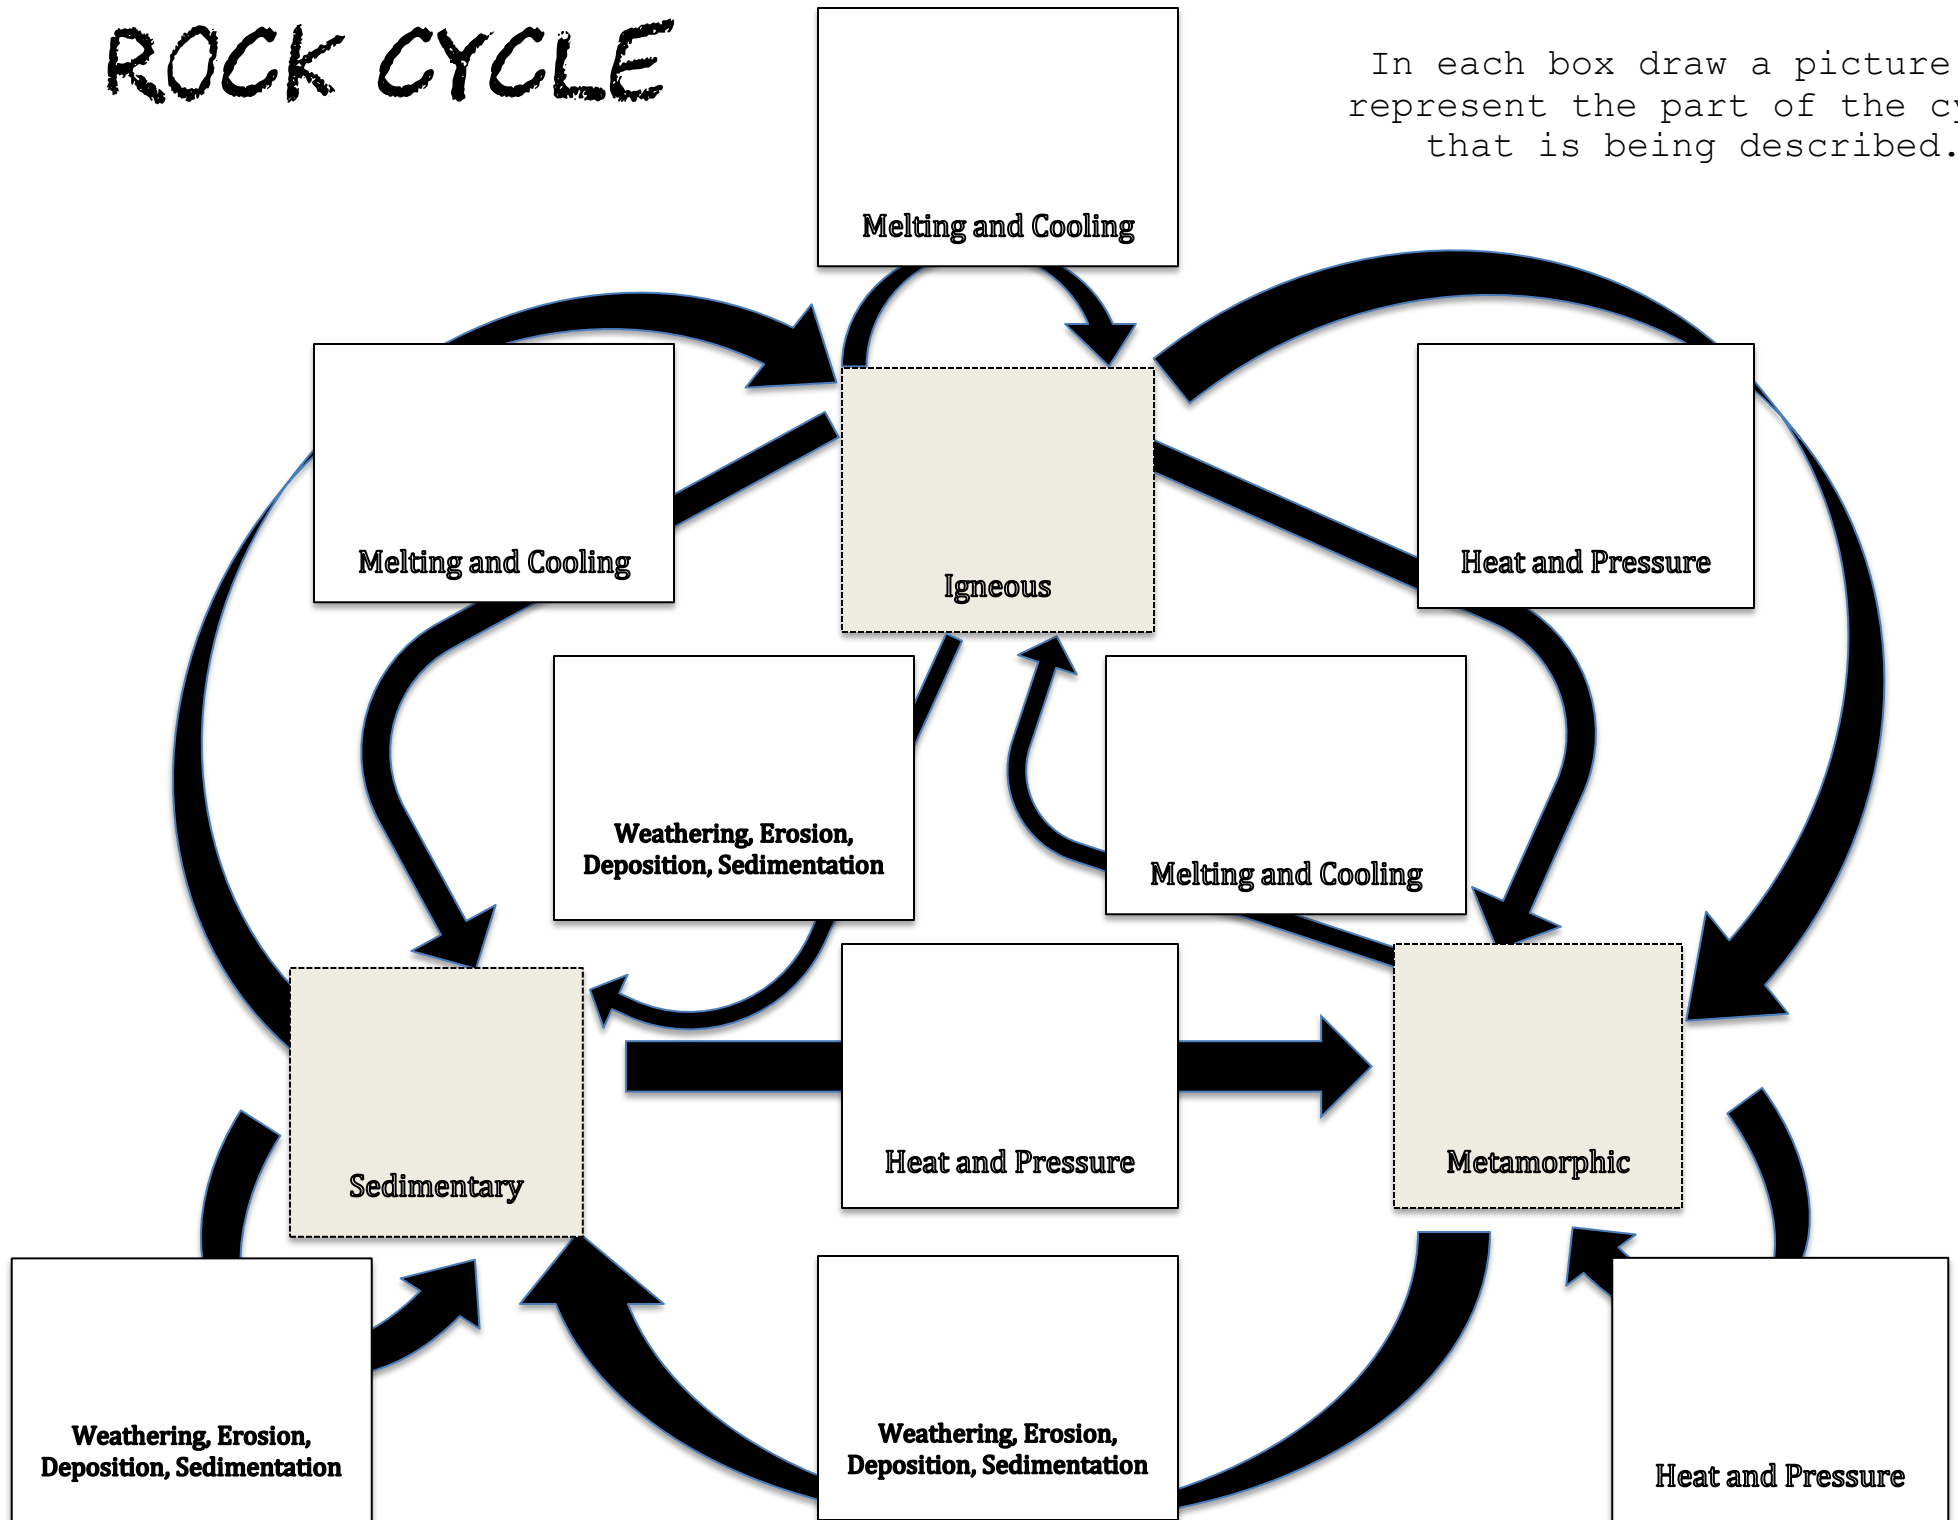 ROCK CYCLE
In each box draw a picture
represent the part of the
that is being described.
Melting and Cooling
Melting and Cooling
Heat and Pressure
Igneous
Weathering, Erosion,
Deposition, Sedimentation
Melting and Cooling
Sedimentary
Heat and Pressure
Metamorphic
Weathering, Erosion,
Deposition, Sedimentation
Weathering, Erosion,
Deposition, Sedimentation
Heat and Pressure